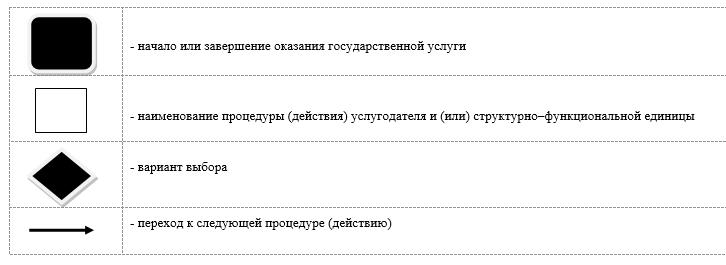 - начало или завершение оказания государственной услуги
- наименование процедуры (действия) услугодателя и (или) структурно–функциональной единицы
- вариант выбора
- переход к следующей процедуре (действию)